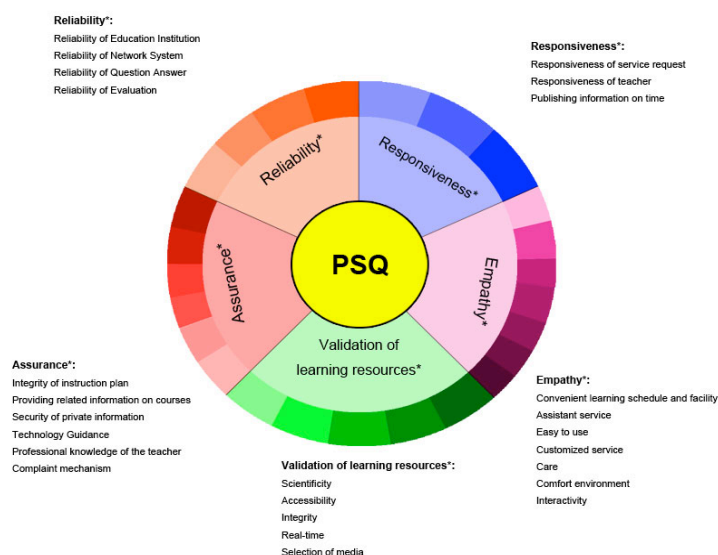 Reliability*:
Reliability of Education Institution
Reliability of Network System
Reliability of Question Answer
Reliability of Evaluation
Responsiveness*:
Responsiveness of service request
Responsiveness of teacher
Publishing information on time
Reliability*
Responsiveness*
Assurance*
PSQ
Empathy*
Validation of
learning resources*
Assurance*:
Integrity of instruction plan
Providing related information on courses
Security of private information
Technology Guidance
Professional knowledge of the teacher
Complaint mechanism
Validation of learning resources*:
Scientificity
Accessibility
Integrity
Real-time
Selection of media
Empathy*:
Convenient learning schedule and facility
Assistant service
Easy to use
Customized service
Care
Comfort environment
Interactivity